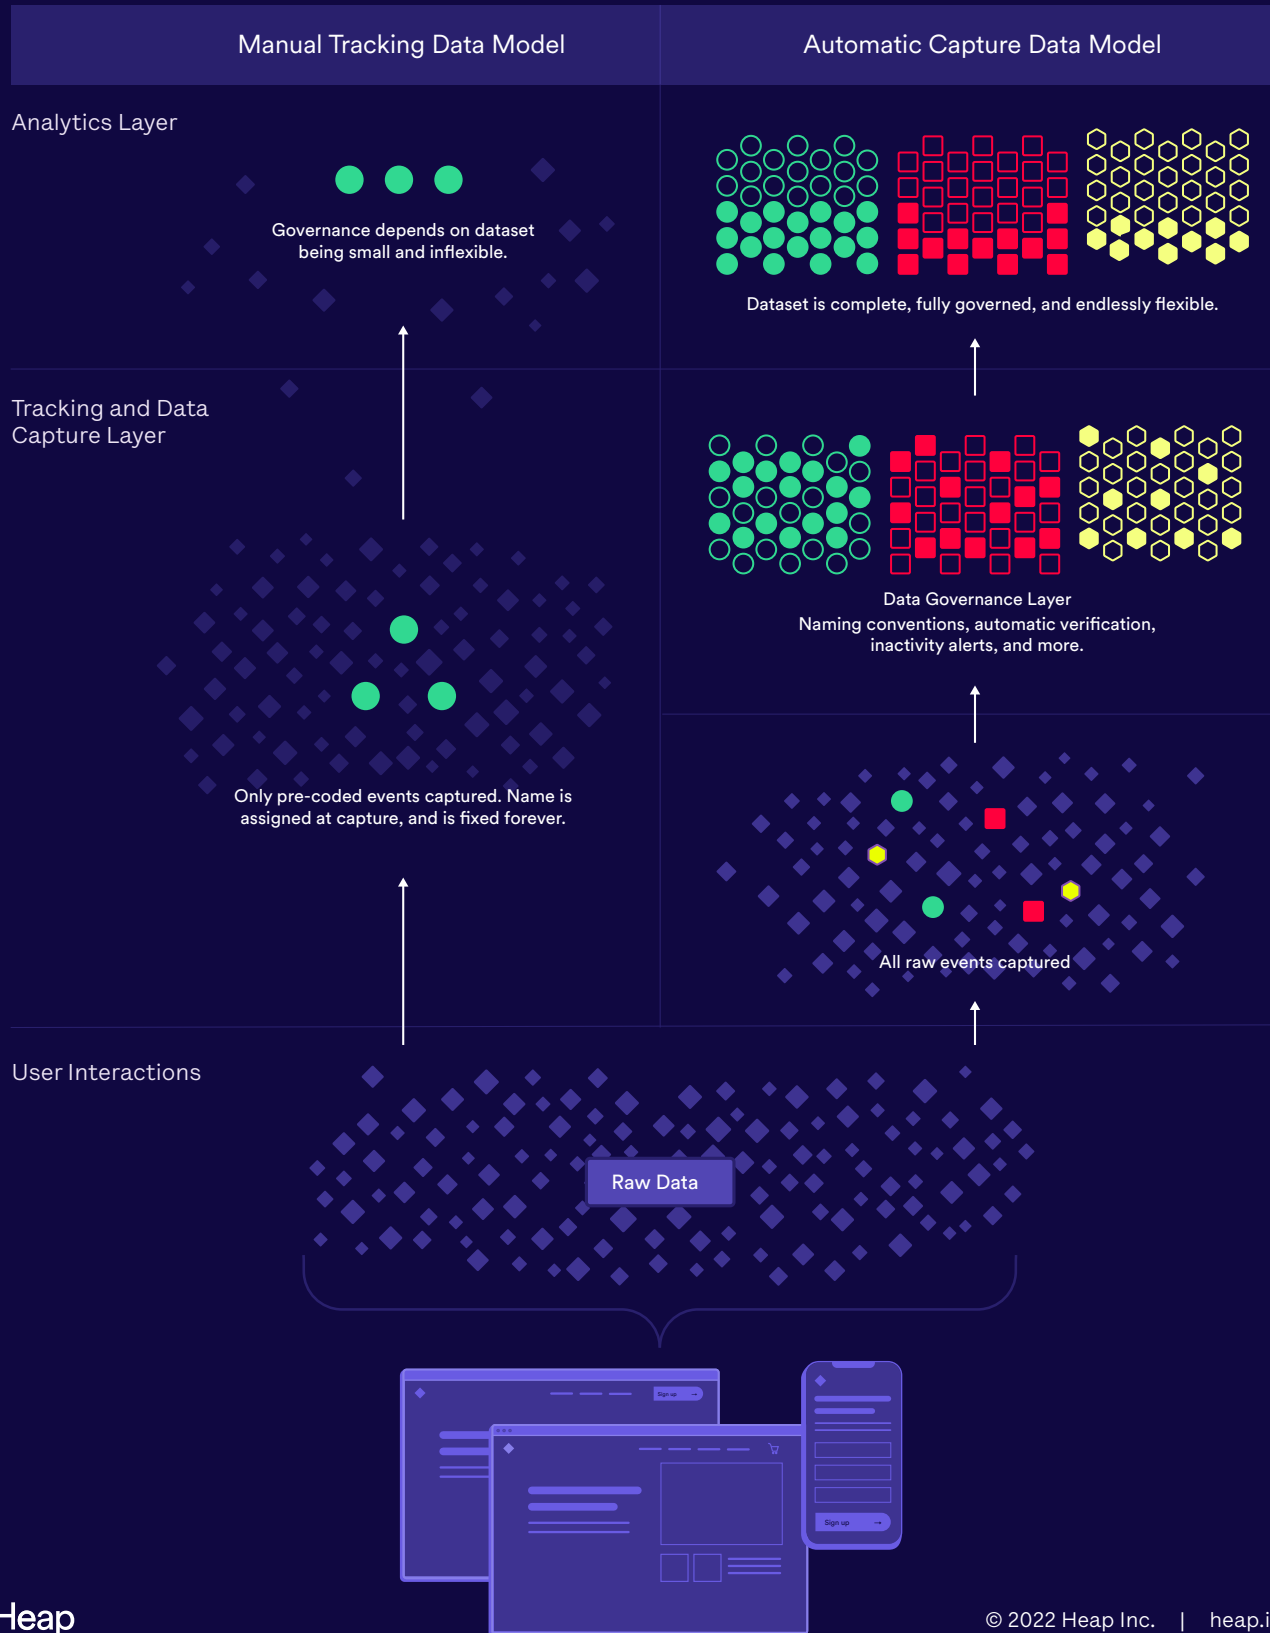 Manual Tracking Data Model
Automatic Capture Data Model
Analytics Layer
Governance depends on dataset
being small and inflexible.
Dataset is complete, fully governed, and endlessly flexible.
Tracking and Data
Capture Layer
Data Governance Layer
Naming conventions, automatic verification,
inactivity alerts, and more.
Only pre-coded events captured. Name is
assigned at capture, and is fixed forever.
All raw events captured
User Interactions
Raw Data
Sign up
Sign up
Heap
© 2022 Heap Inc. | heap.i